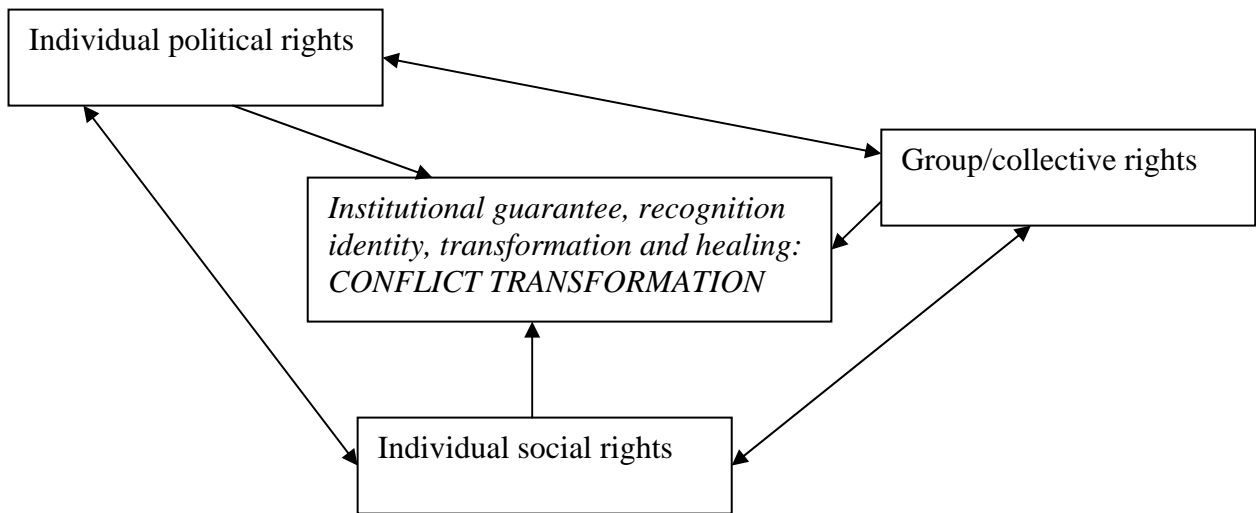 Individual political rights
Group/collective rights
Institutional guarantee, recognition
identity, transformation and healing:
CONFLICT TRANSFORMATION
Individual social rights